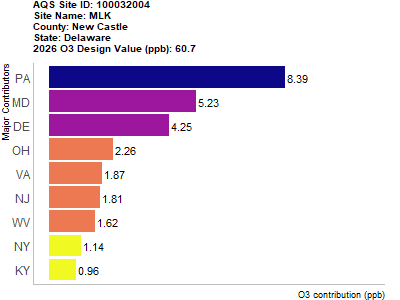 AQS Site ID: 100032004
Site Name: MLK
County: New Castle
State: Delaware
2026 O3 Design Value (ppb): 60.7
Major Contributors
PA 8.39
MD 5.23
DE 4.25
OH 2.26
VA 1.87
NJ 1.81
WV 1.62
NY 1.14
KY 0.96
O3 contribution (ppb)